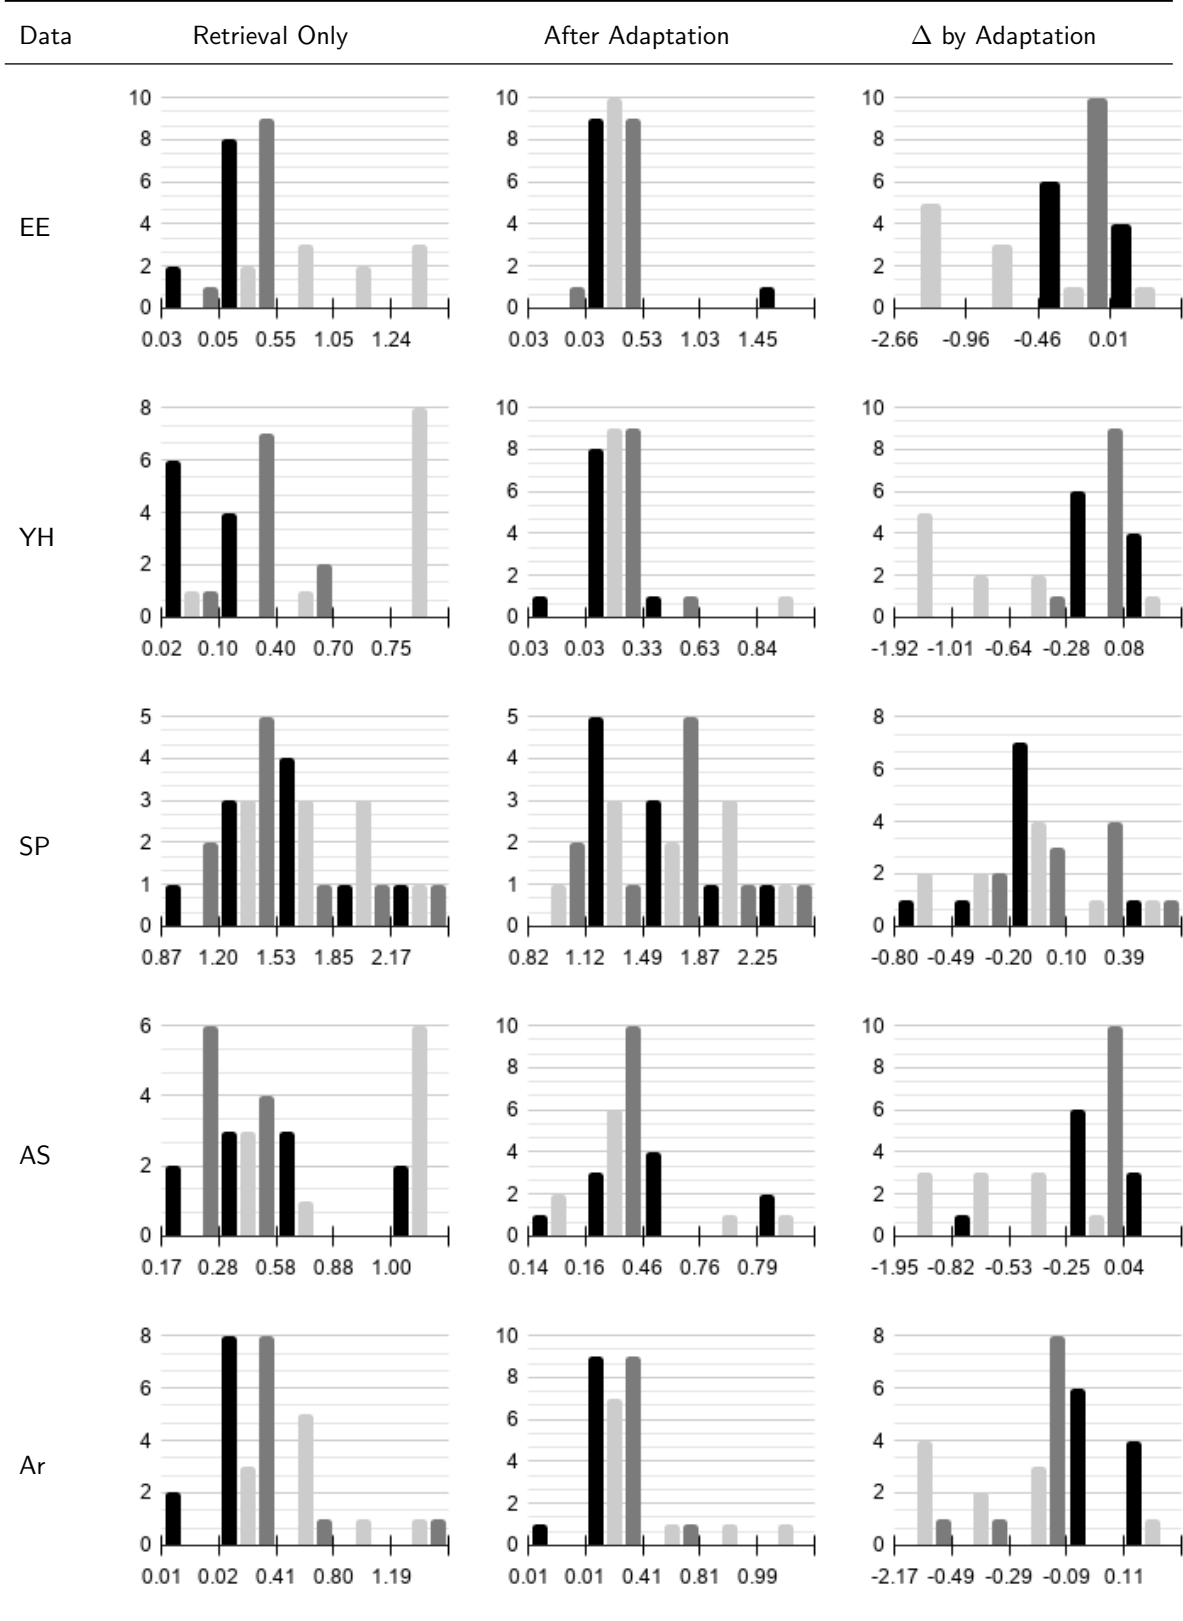 Data Retrieval Only After Adaptation Δ by Adaptation
EE
10 8 6 4 2 0
0.03 0.05 0.55 1.05 1.24
10 8 6 4 2 0
0.03 0.03 0.53 1.03 1.45
10 8 6 4 2 0
-2.66 -0.96 -0.46 0.01
YH
8 6 4 2 0
0.02 0.10 0.40 0.70 0.75
10 8 6 4 2 0
0.03 0.03 0.33 0.63 0.84
10 8 6 4 2 0
-1.92 -1.01 -0.64 -0.28 0.08
SP
5 4 3 2 1 0
0.87 1.20 1.53 1.85 2.17
5 4 3 2 1 0
0.82 1.12 1.49 1.87 2.25
8 6 4 2 0
-0.80 -0.49 -0.20 0.10 0.39
AS
6 4 2 0
0.17 0.28 0.58 0.88 1.00
10 8 6 4 2 0
0.14 0.16 0.46 0.76 0.79
10 8 6 4 2 0
-1.95 -0.82 -0.53 -0.25 0.04
Ar
8 6 4 2 0
0.01 0.02 0.41 0.80 1.19
10 8 6 4 2 0
0.01 0.01 0.41 0.81 0.99
8 6 4 2 0
-2.17 -0.49 -0.29 -0.09 0.11